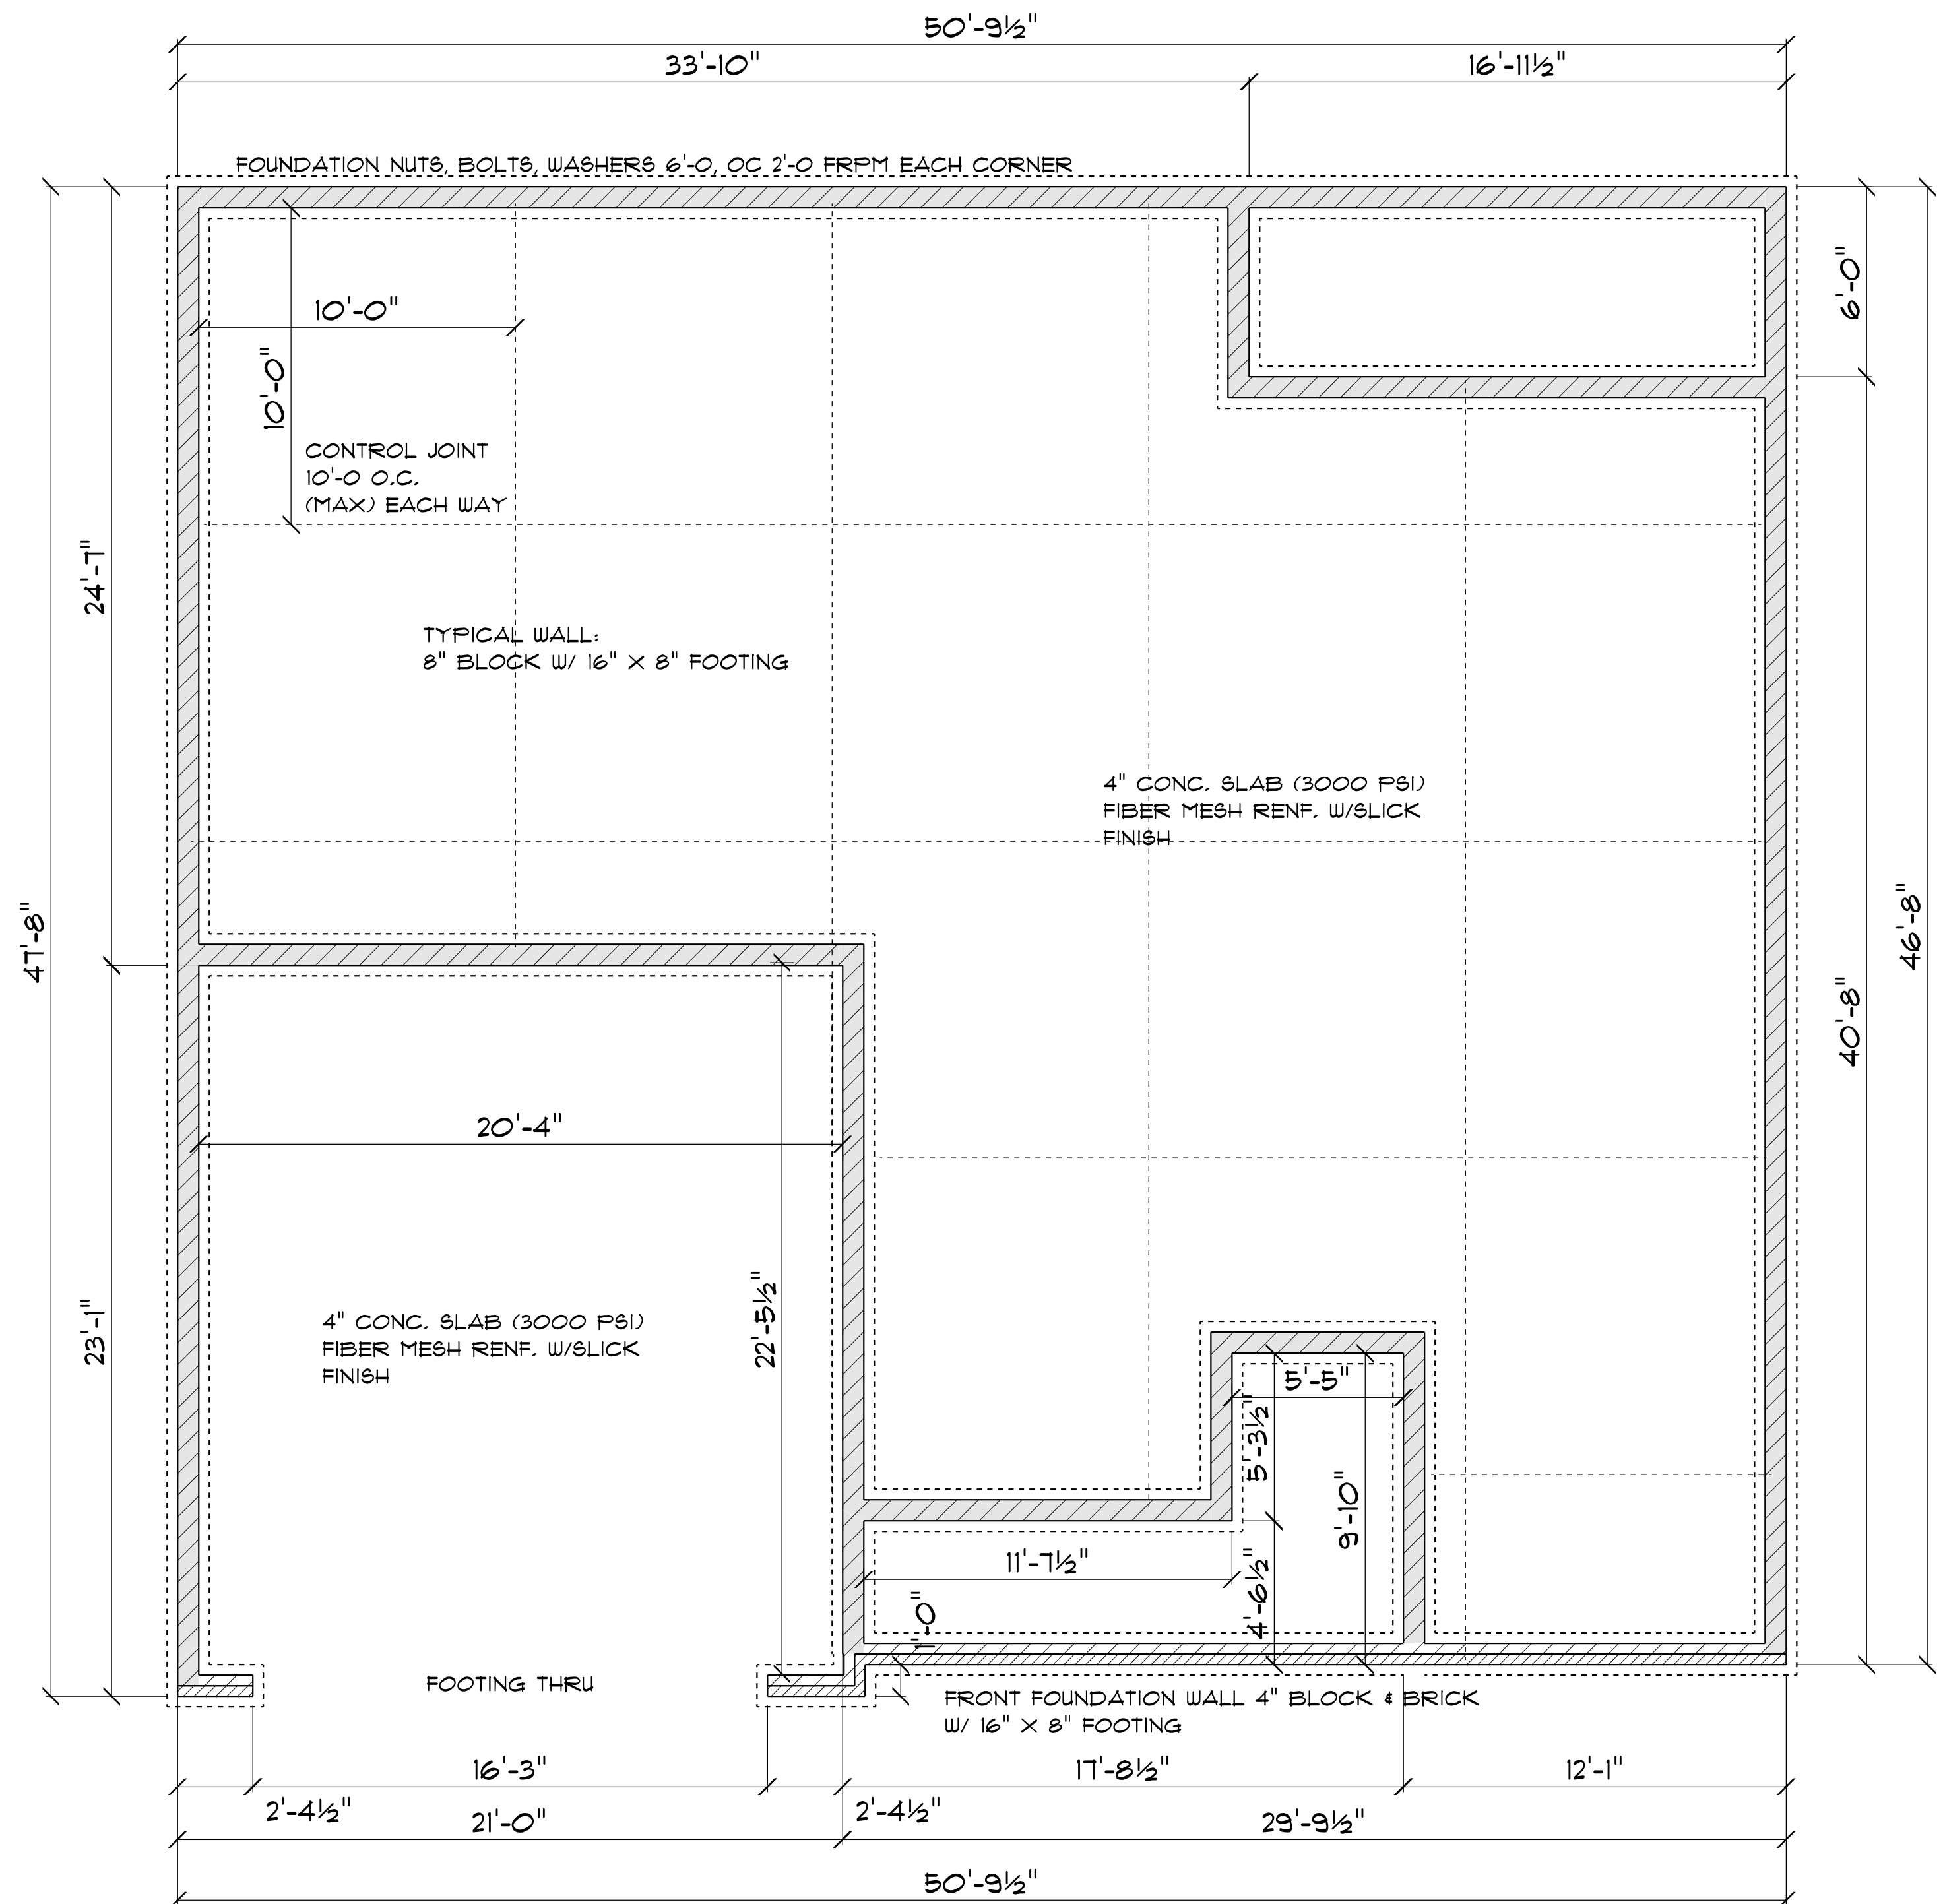 50'-9½"
33'-10"
16'-11½"
FOUNDATION NUTS, BOLTS, WASHERS 6'-0, OC 2'-0 FRPM EACH CORNER
6'-0"
10'-0"
10'-0"
CONTROL JOINT
10'-0 O.C.
(MAX) EACH WAY
24'-7"
TYPICAL WALL:
8" BLOCK W/ 16" X 8" FOOTING
4" CONC. SLAB (3000 PSI)
FIBER MESH RENF. W/SLICK
FINISH
47'-8"
46'-8"
40'-8"
20'-4"
23'-1"
22'-5½"
4" CONC. SLAB (3000 PSI)
FIBER MESH RENF. W/SLICK
FINISH
5'-5"
5'-3½"
9'-10"
11'-7½"
4'-6½"
1'-0"
FOOTING THRU
FRONT FOUNDATION WALL 4" BLOCK & BRICK
W/ 16" X 8" FOOTING
16'-3"
17'-8½"
12'-1"
2'-4½"
2'-4½"
21'-0"
29'-9½"
50'-9½"